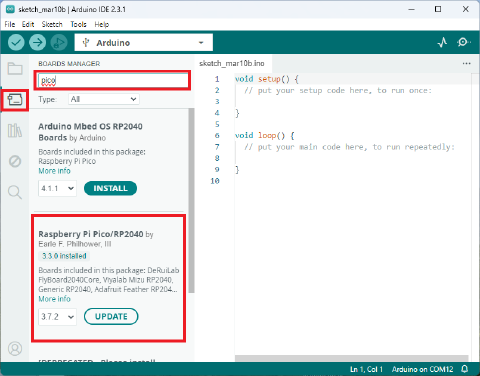 sketch_mar10b | Arduino IDE 2.3.1
File Edit Sketch Tools Help
Arduino
BOARDS MANAGER
pico
Type: All
Arduino Mbed OS RP2040
Boards by Arduino
Boards included in this package:
Raspberry Pi Pico
More info
4.1.1 INSTALL
Raspberry Pi Pico/RP2040 by
Earle F. Philhower, III
3.3.0 installed
Boards included in this package: DeRuiLab
FlyBoard2040Core, Viyalab Mizu RP2040,
Generic RP2040, Adafruit Feather RP204...
More info
3.7.2 UPDATE
[DEPRECATED - Please install
sketch_mar10b.ino
1 void setup() {
2 // put your setup code here, to run once:
3
4 }
5
6 void loop() {
7 // put your main code here, to run repeatedly:
8
9 }
10
Ln 1, Col 1 Arduino on COM12